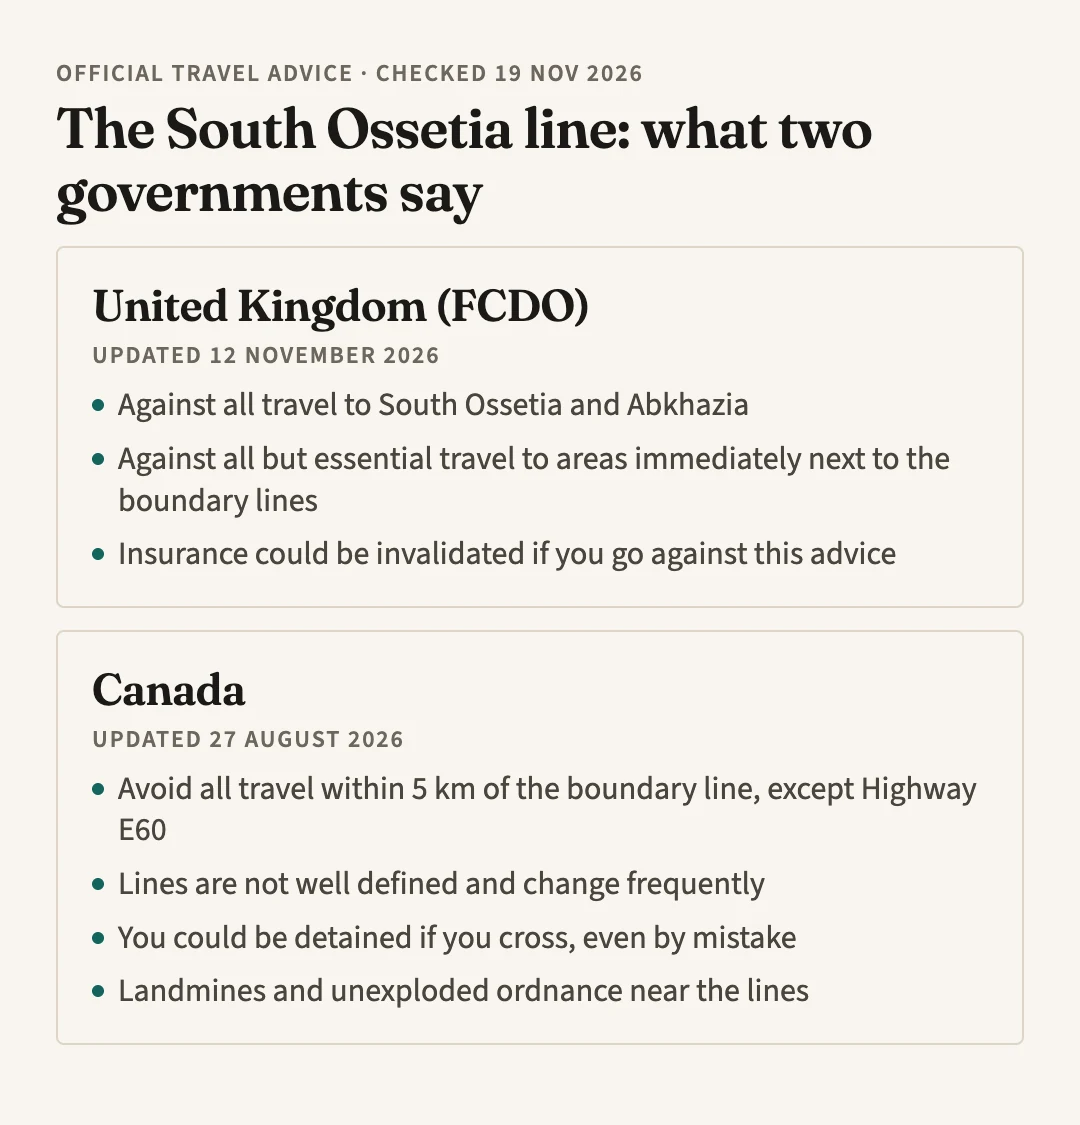 OFFICIAL TRAVEL ADVICE · CHECKED 19 NOV 2026
The South Ossetia line: what two
governments say
United Kingdom (FCDO)
UPDATED 12 NOVEMBER 2026
• Against all travel to South Ossetia and Abkhazia
• Against all but essential travel to areas immediately next to the
boundary lines
• Insurance could be invalidated if you go against this advice
Canada
UPDATED 27 AUGUST 2026
• Avoid all travel within 5 km of the boundary line, except Highway
E60
• Lines are not well defined and change frequently
• You could be detained if you cross, even by mistake
• Landmines and unexploded ordnance near the lines